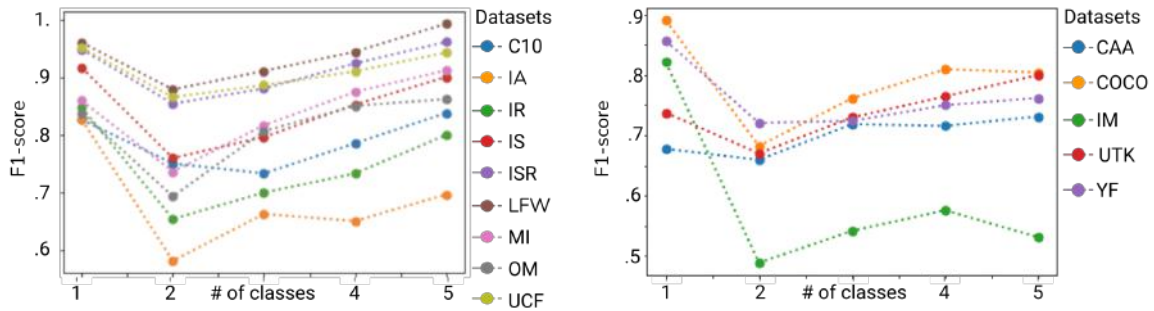 Datasets
C10
IA
IR
IS
ISR
LFW
MI
OM
UCF
F1-score
1.
.9
.8
.7
.6
1 2 # of classes 4 5
Datasets
CAA
COCO
IM
UTK
YF
F1-score
.9
.8
.7
.6
.5
1 2 # of classes 4 5